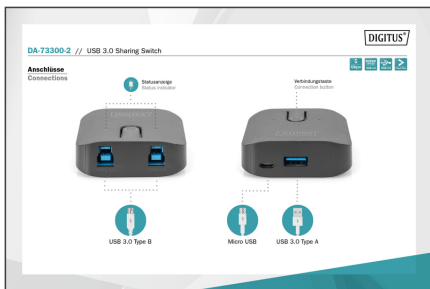 DIGITUS®
DA-73300-2 // USB 3.0 Sharing Switch
Anschlüsse
Connections
Statusanzeige
Status indicator
Verbindungstaste
Connection button
USB 3.0 Type B
Micro USB
USB 3.0 Type A